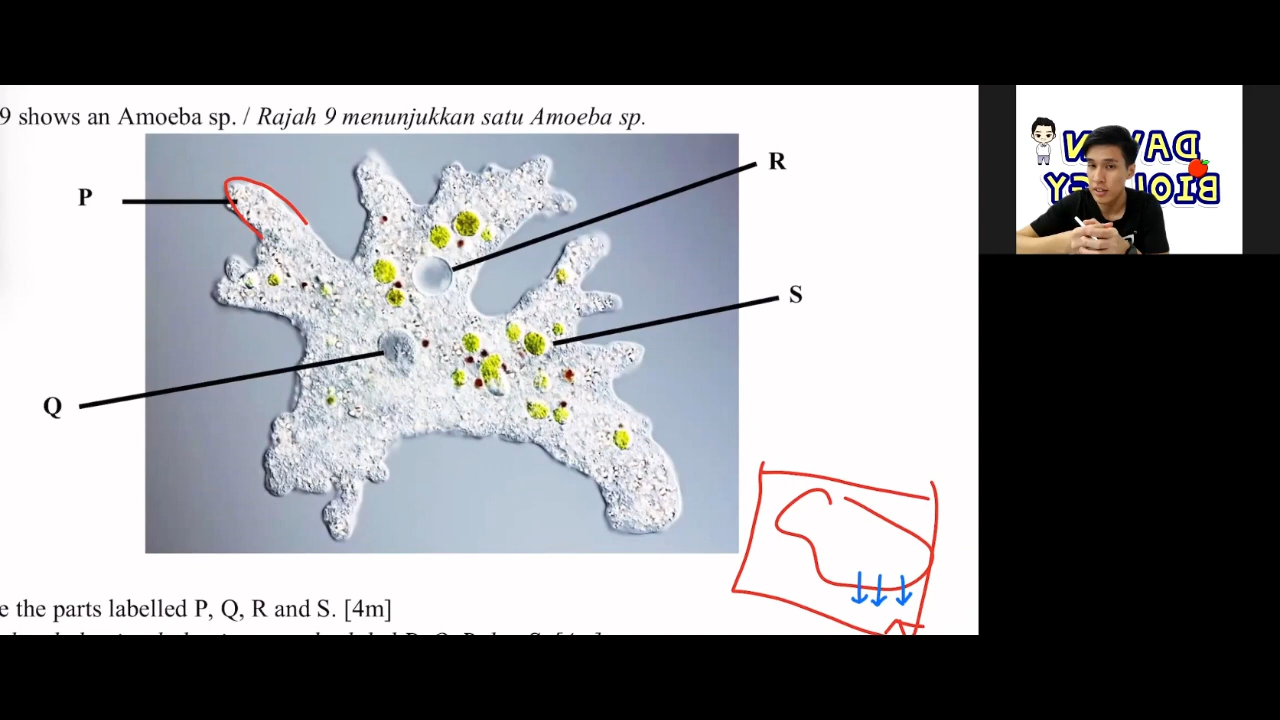 9 shows an Amoeba sp. / Rajah 9 menunjukkan satu Amoeba sp.
P
R
S
Q
e the parts labelled P, Q, R and S. [4m]